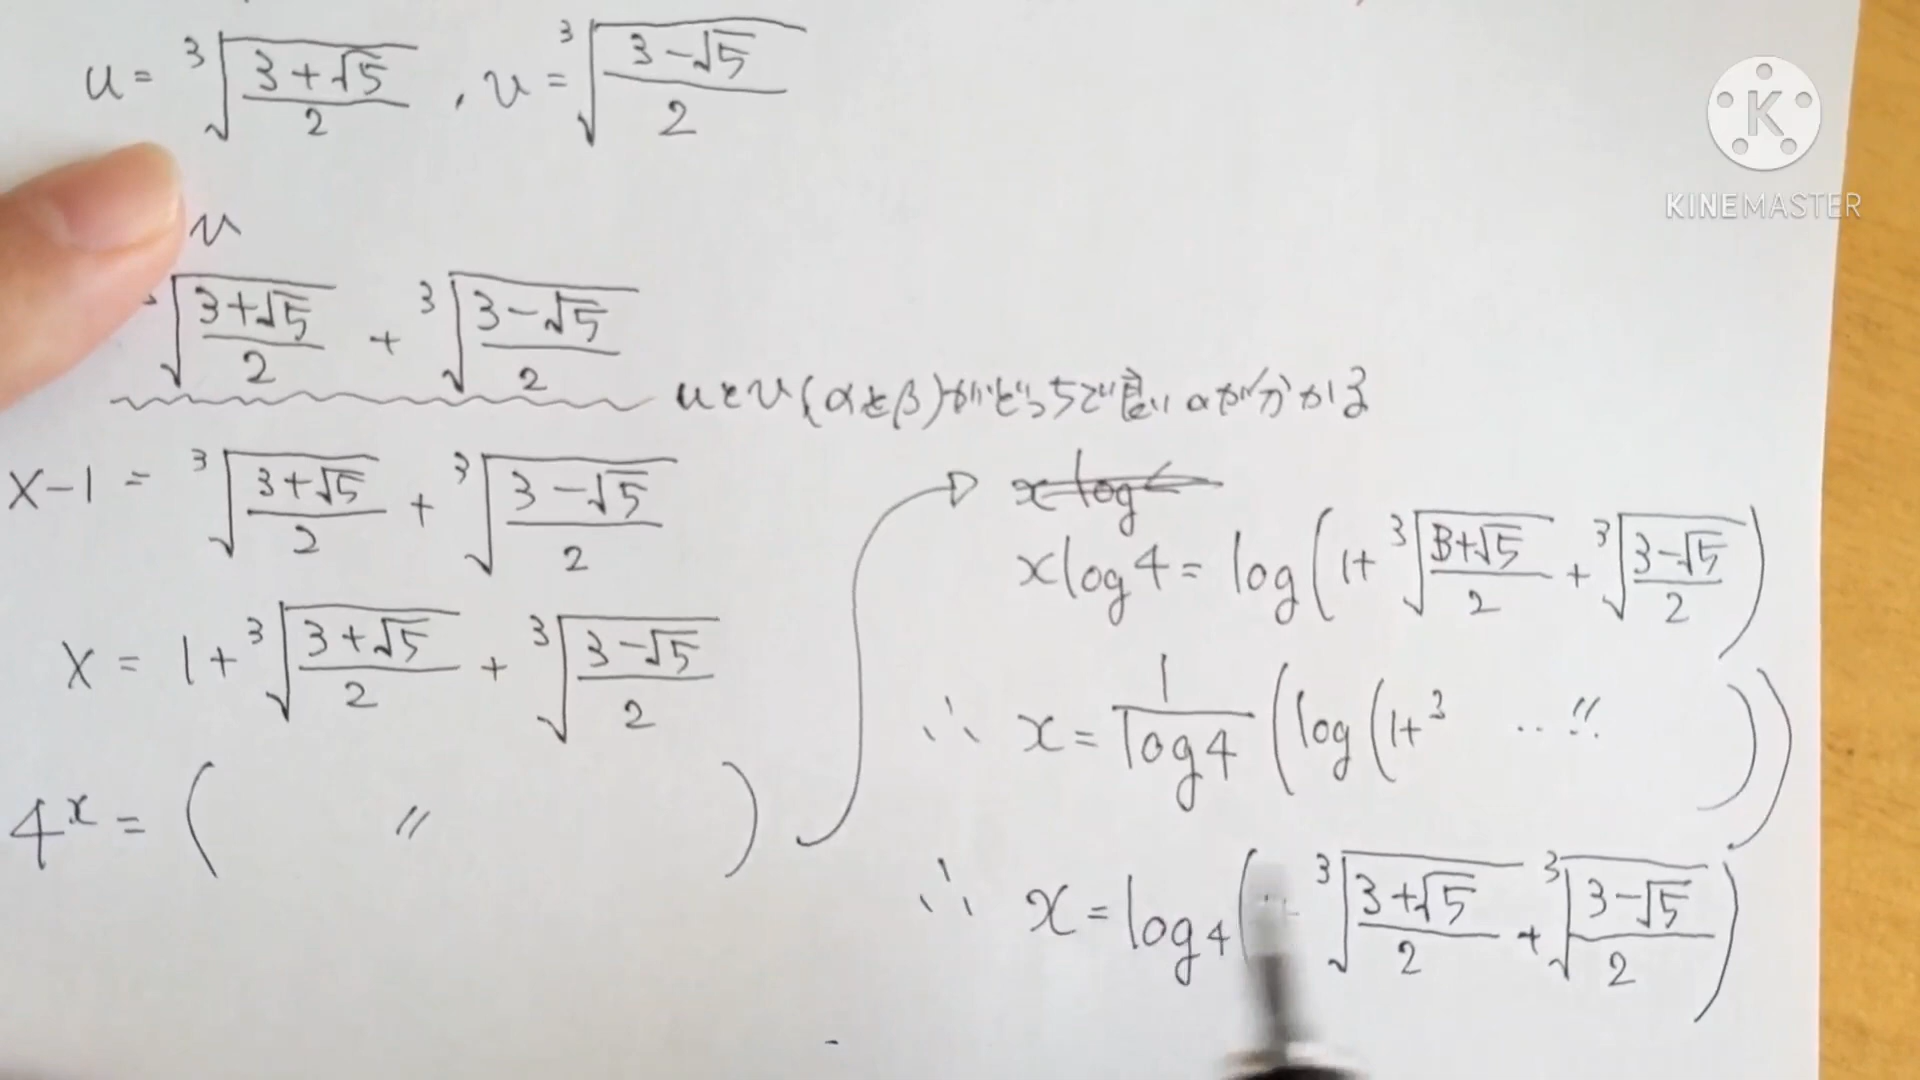 u = ∛((3+√5)/2) , v = ∛((3-√5)/2)
v
∛((3+√5)/2) + ∛((3-√5)/2)
uとv(αとβ)がどっちで良いαが分かる
X-1 = ∛((3+√5)/2) + ∛((3-√5)/2)
X = 1+∛((3+√5)/2) + ∛((3-√5)/2)
4^x = ( 〃 )
x log 4 = log(1+∛((3+√5)/2) + ∛((3-√5)/2))
∴ x = 1/log 4 (log(1+³ ‥〃 ))
∴ x = log₄( ∛((3+√5)/2) + ∛((3-√5)/2))
K
KINEMASTER